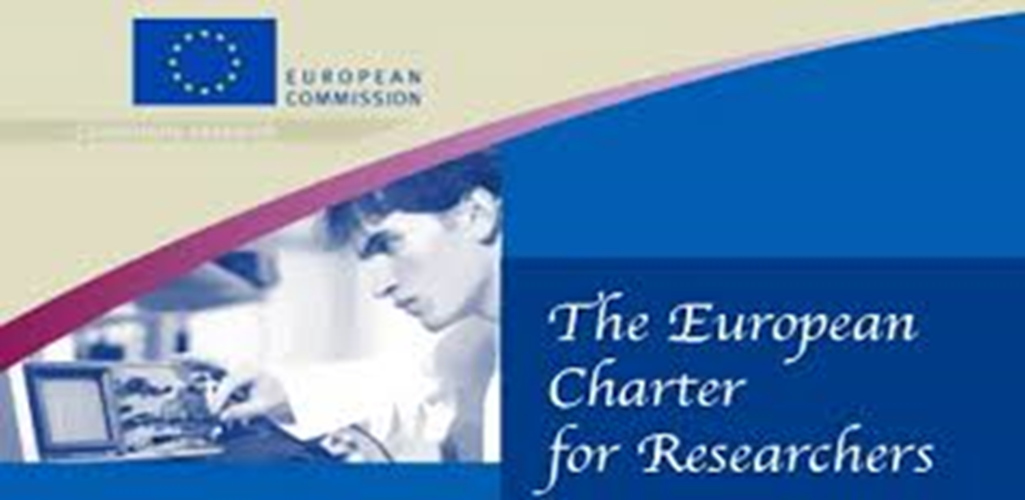 EUROPEAN
COMMISSION
The European
Charter
for Researchers